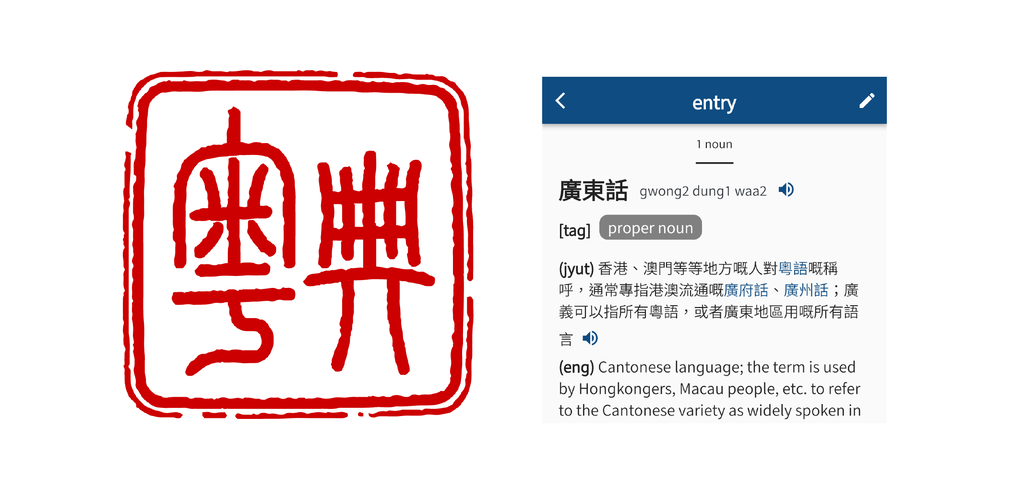 粵典
entry
1 noun
廣東話 gwong2 dung1 waa2
[tag] proper noun
(jyut) 香港、澳門等等地方嘅人對粵語嘅稱
呼，通常專指港澳流通嘅廣府話、廣州話；廣
義可以指所有粵語，或者廣東地區用嘅所有語
言
(eng) Cantonese language; the term is used
by Hongkongers, Macau people, etc. to refer
to the Cantonese variety as widely spoken in